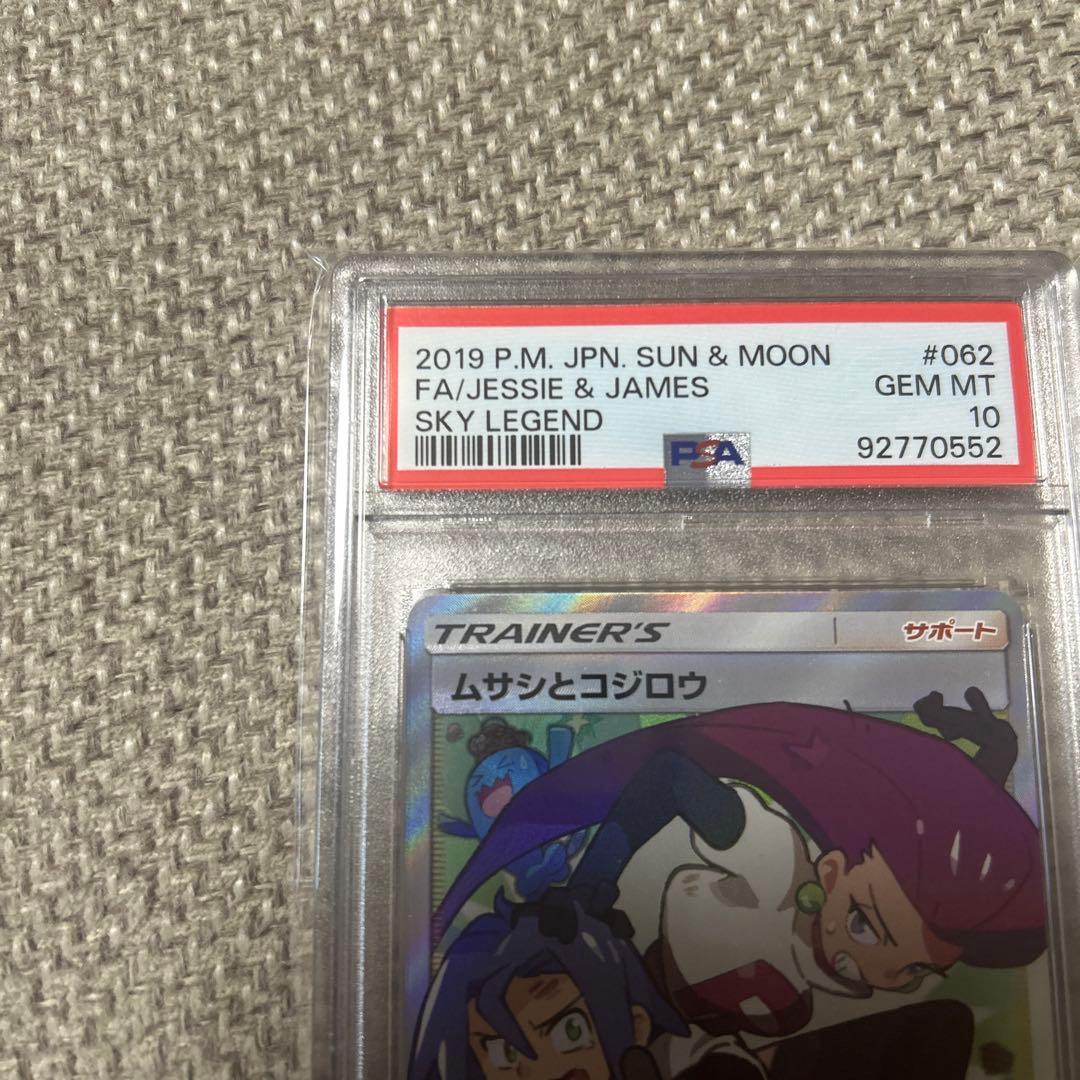 2019 P.M. JPN. SUN & MOON #062
FA/JESSIE & JAMES GEM MT
SKY LEGEND 10
PSA 92770552
TRAINER'S サポート
ムサシとコジロウ